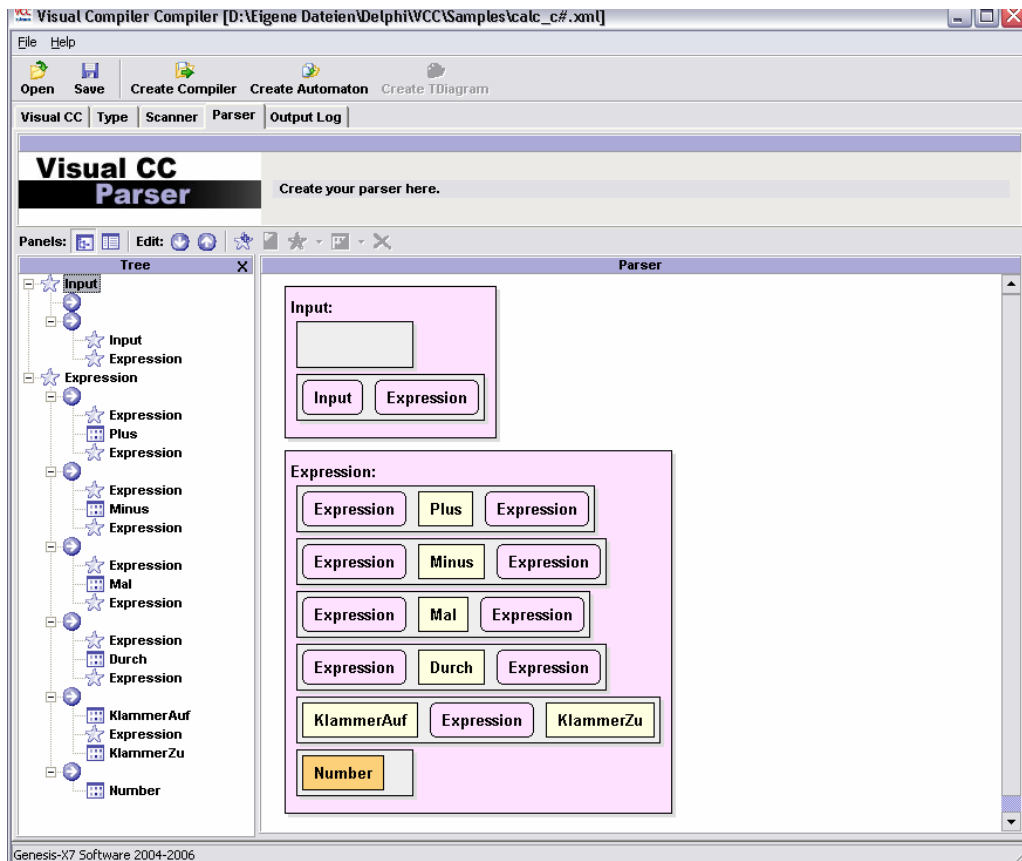 Visual Compiler Compiler [D:\Eigene Dateien\Delphi\VCC\Samples\calc_c#.xml]
File Help
Open Save Create Compiler Create Automaton Create TDiagram
Visual CC Type Scanner Parser Output Log
Visual CC
Parser
Create your parser here.
Panels: Edit:
Tree X
Input
Input
Expression
Expression
Expression
Plus
Expression
Expression
Minus
Expression
Expression
Mal
Expression
Expression
Durch
Expression
KlammerAuf
Expression
KlammerZu
Number
Parser
Input:
Input Expression
Expression:
Expression Plus Expression
Expression Minus Expression
Expression Mal Expression
Expression Durch Expression
KlammerAuf Expression KlammerZu
Number
Genesis-X7 Software 2004-2006